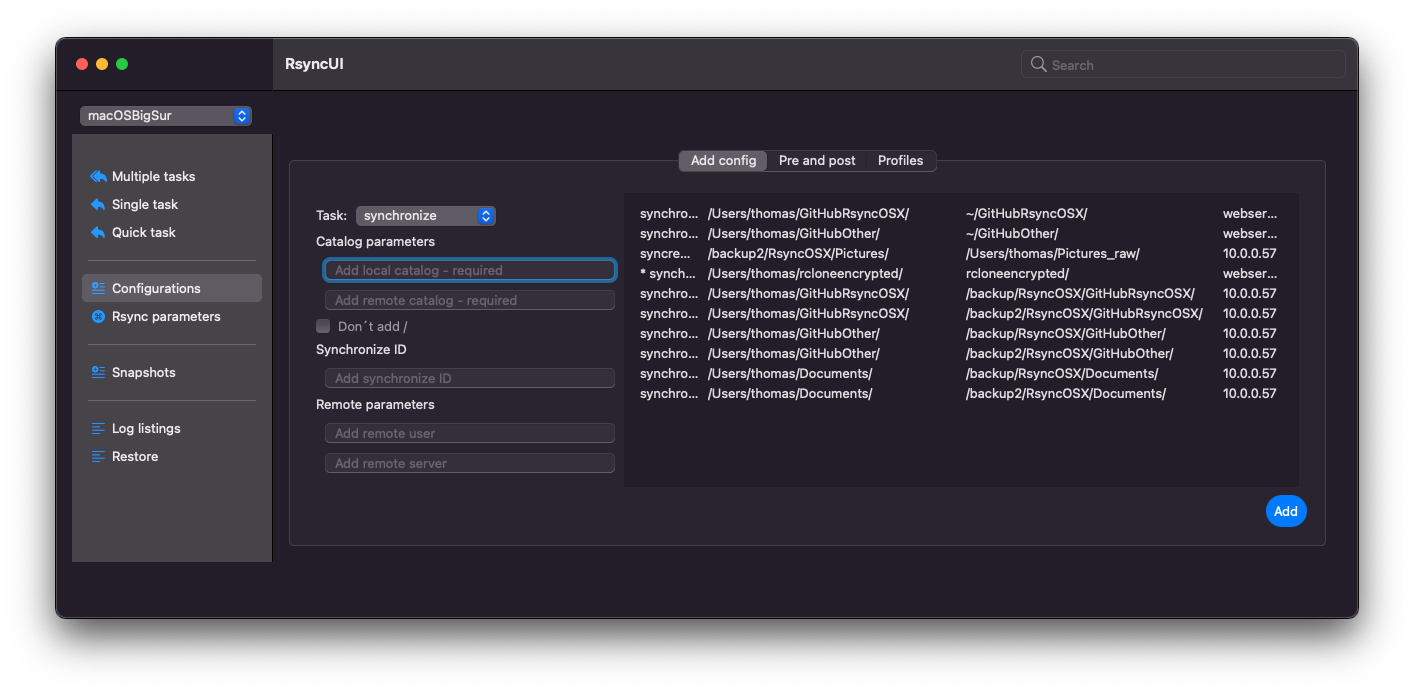 RsyncUI
Search
macOSBigSur
Multiple tasks
Single task
Quick task
Configurations
Rsync parameters
Snapshots
Log listings
Restore
Add config Pre and post Profiles
Task: synchronize
Catalog parameters
Add local catalog - required
Add remote catalog - required
Don´t add /
Synchronize ID
Add synchronize ID
Remote parameters
Add remote user
Add remote server
synchro... /Users/thomas/GitHubRsyncOSX/ ~/GitHubRsyncOSX/ webser...
synchro... /Users/thomas/GitHubOther/ ~/GitHubOther/ webser...
syncre... /backup2/RsyncOSX/Pictures/ /Users/thomas/Pictures_raw/ 10.0.0.57
* synch... /Users/thomas/rcloneencrypted/ rcloneencrypted/ webser...
synchro... /Users/thomas/GitHubRsyncOSX/ /backup/RsyncOSX/GitHubRsyncOSX/ 10.0.0.57
synchro... /Users/thomas/GitHubRsyncOSX/ /backup2/RsyncOSX/GitHubRsyncOSX/ 10.0.0.57
synchro... /Users/thomas/GitHubOther/ /backup/RsyncOSX/GitHubOther/ 10.0.0.57
synchro... /Users/thomas/GitHubOther/ /backup2/RsyncOSX/GitHubOther/ 10.0.0.57
synchro... /Users/thomas/Documents/ /backup/RsyncOSX/Documents/ 10.0.0.57
synchro... /Users/thomas/Documents/ /backup2/RsyncOSX/Documents/ 10.0.0.57
Add